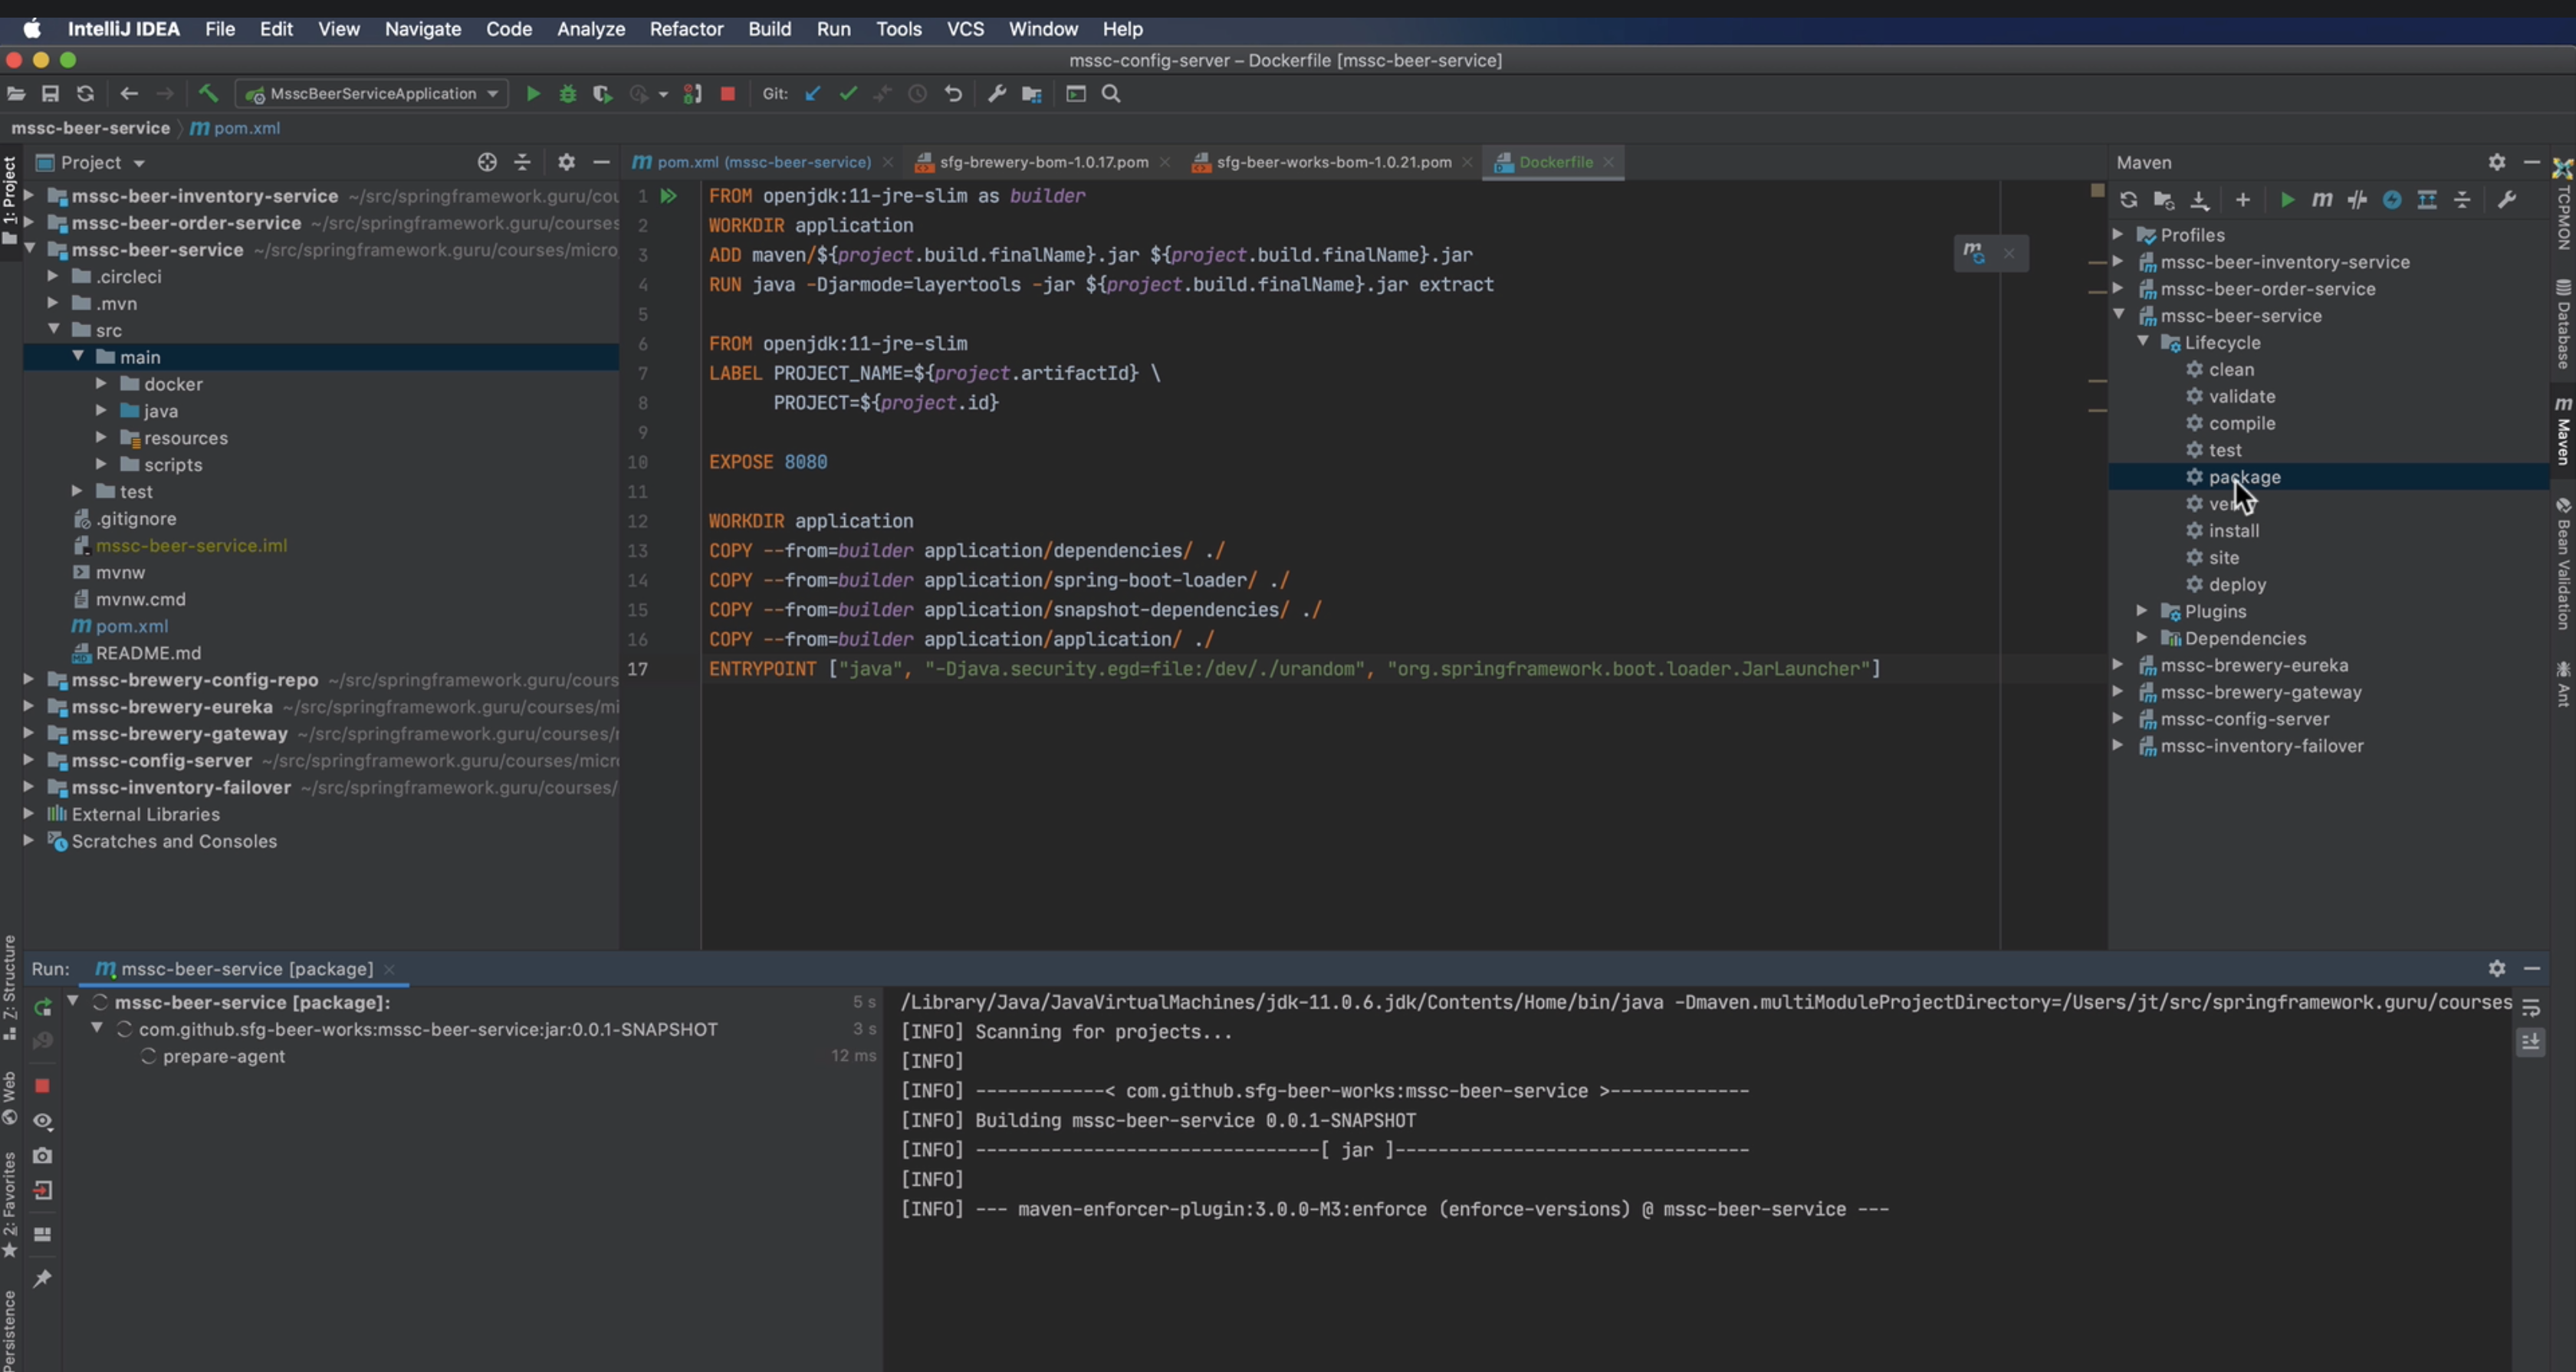 IntelliJ IDEA File Edit View Navigate Code Analyze Refactor Build Run Tools VCS Window Help
mssc-config-server – Dockerfile [mssc-beer-service]
MsscBeerServiceApplication Git:
mssc-beer-service pom.xml
1: Project
Project
mssc-beer-inventory-service ~/src/springframework.guru/cou
mssc-beer-order-service ~/src/springframework.guru/courses
mssc-beer-service ~/src/springframework.guru/courses/micro
.circleci
.mvn
src
main
docker
java
resources
scripts
test
.gitignore
mssc-beer-service.iml
mvnw
mvnw.cmd
pom.xml
README.md
mssc-brewery-config-repo ~/src/springframework.guru/cours
mssc-brewery-eureka ~/src/springframework.guru/courses/mi
mssc-brewery-gateway ~/src/springframework.guru/courses/
mssc-config-server ~/src/springframework.guru/courses/micr
mssc-inventory-failover ~/src/springframework.guru/courses/
External Libraries
Scratches and Consoles
pom.xml (mssc-beer-service) sfg-brewery-bom-1.0.17.pom sfg-beer-works-bom-1.0.21.pom Dockerfile
1 FROM openjdk:11-jre-slim as builder
2 WORKDIR application
3 ADD maven/${project.build.finalName}.jar ${project.build.finalName}.jar
4 RUN java -Djarmode=layertools -jar ${project.build.finalName}.jar extract
5
6 FROM openjdk:11-jre-slim
7 LABEL PROJECT_NAME=${project.artifactId} \
8 PROJECT=${project.id}
9
10 EXPOSE 8080
11
12 WORKDIR application
13 COPY --from=builder application/dependencies/ ./
14 COPY --from=builder application/spring-boot-loader/ ./
15 COPY --from=builder application/snapshot-dependencies/ ./
16 COPY --from=builder application/application/ ./
17 ENTRYPOINT ["java", "-Djava.security.egd=file:/dev/./urandom", "org.springframework.boot.loader.JarLauncher"]
Maven
Profiles
mssc-beer-inventory-service
mssc-beer-order-service
mssc-beer-service
Lifecycle
clean
validate
compile
test
package
install
site
deploy
Plugins
Dependencies
mssc-brewery-eureka
mssc-brewery-gateway
mssc-config-server
mssc-inventory-failover
TCPMON
Database
Maven
Bean Validation
Ant
Z: Structure
Web
2: Favorites
Persistence
Run: mssc-beer-service [package]
mssc-beer-service [package]: 5 s
com.github.sfg-beer-works:mssc-beer-service:jar:0.0.1-SNAPSHOT 3 s
prepare-agent 12 ms
/Library/Java/JavaVirtualMachines/jdk-11.0.6.jdk/Contents/Home/bin/java -Dmaven.multiModuleProjectDirectory=/Users/jt/src/springframework.guru/courses
[INFO] Scanning for projects...
[INFO]
[INFO] ------------< com.github.sfg-beer-works:mssc-beer-service >-------------
[INFO] Building mssc-beer-service 0.0.1-SNAPSHOT
[INFO] --------------------------------[ jar ]---------------------------------
[INFO]
[INFO] --- maven-enforcer-plugin:3.0.0-M3:enforce (enforce-versions) @ mssc-beer-service ---